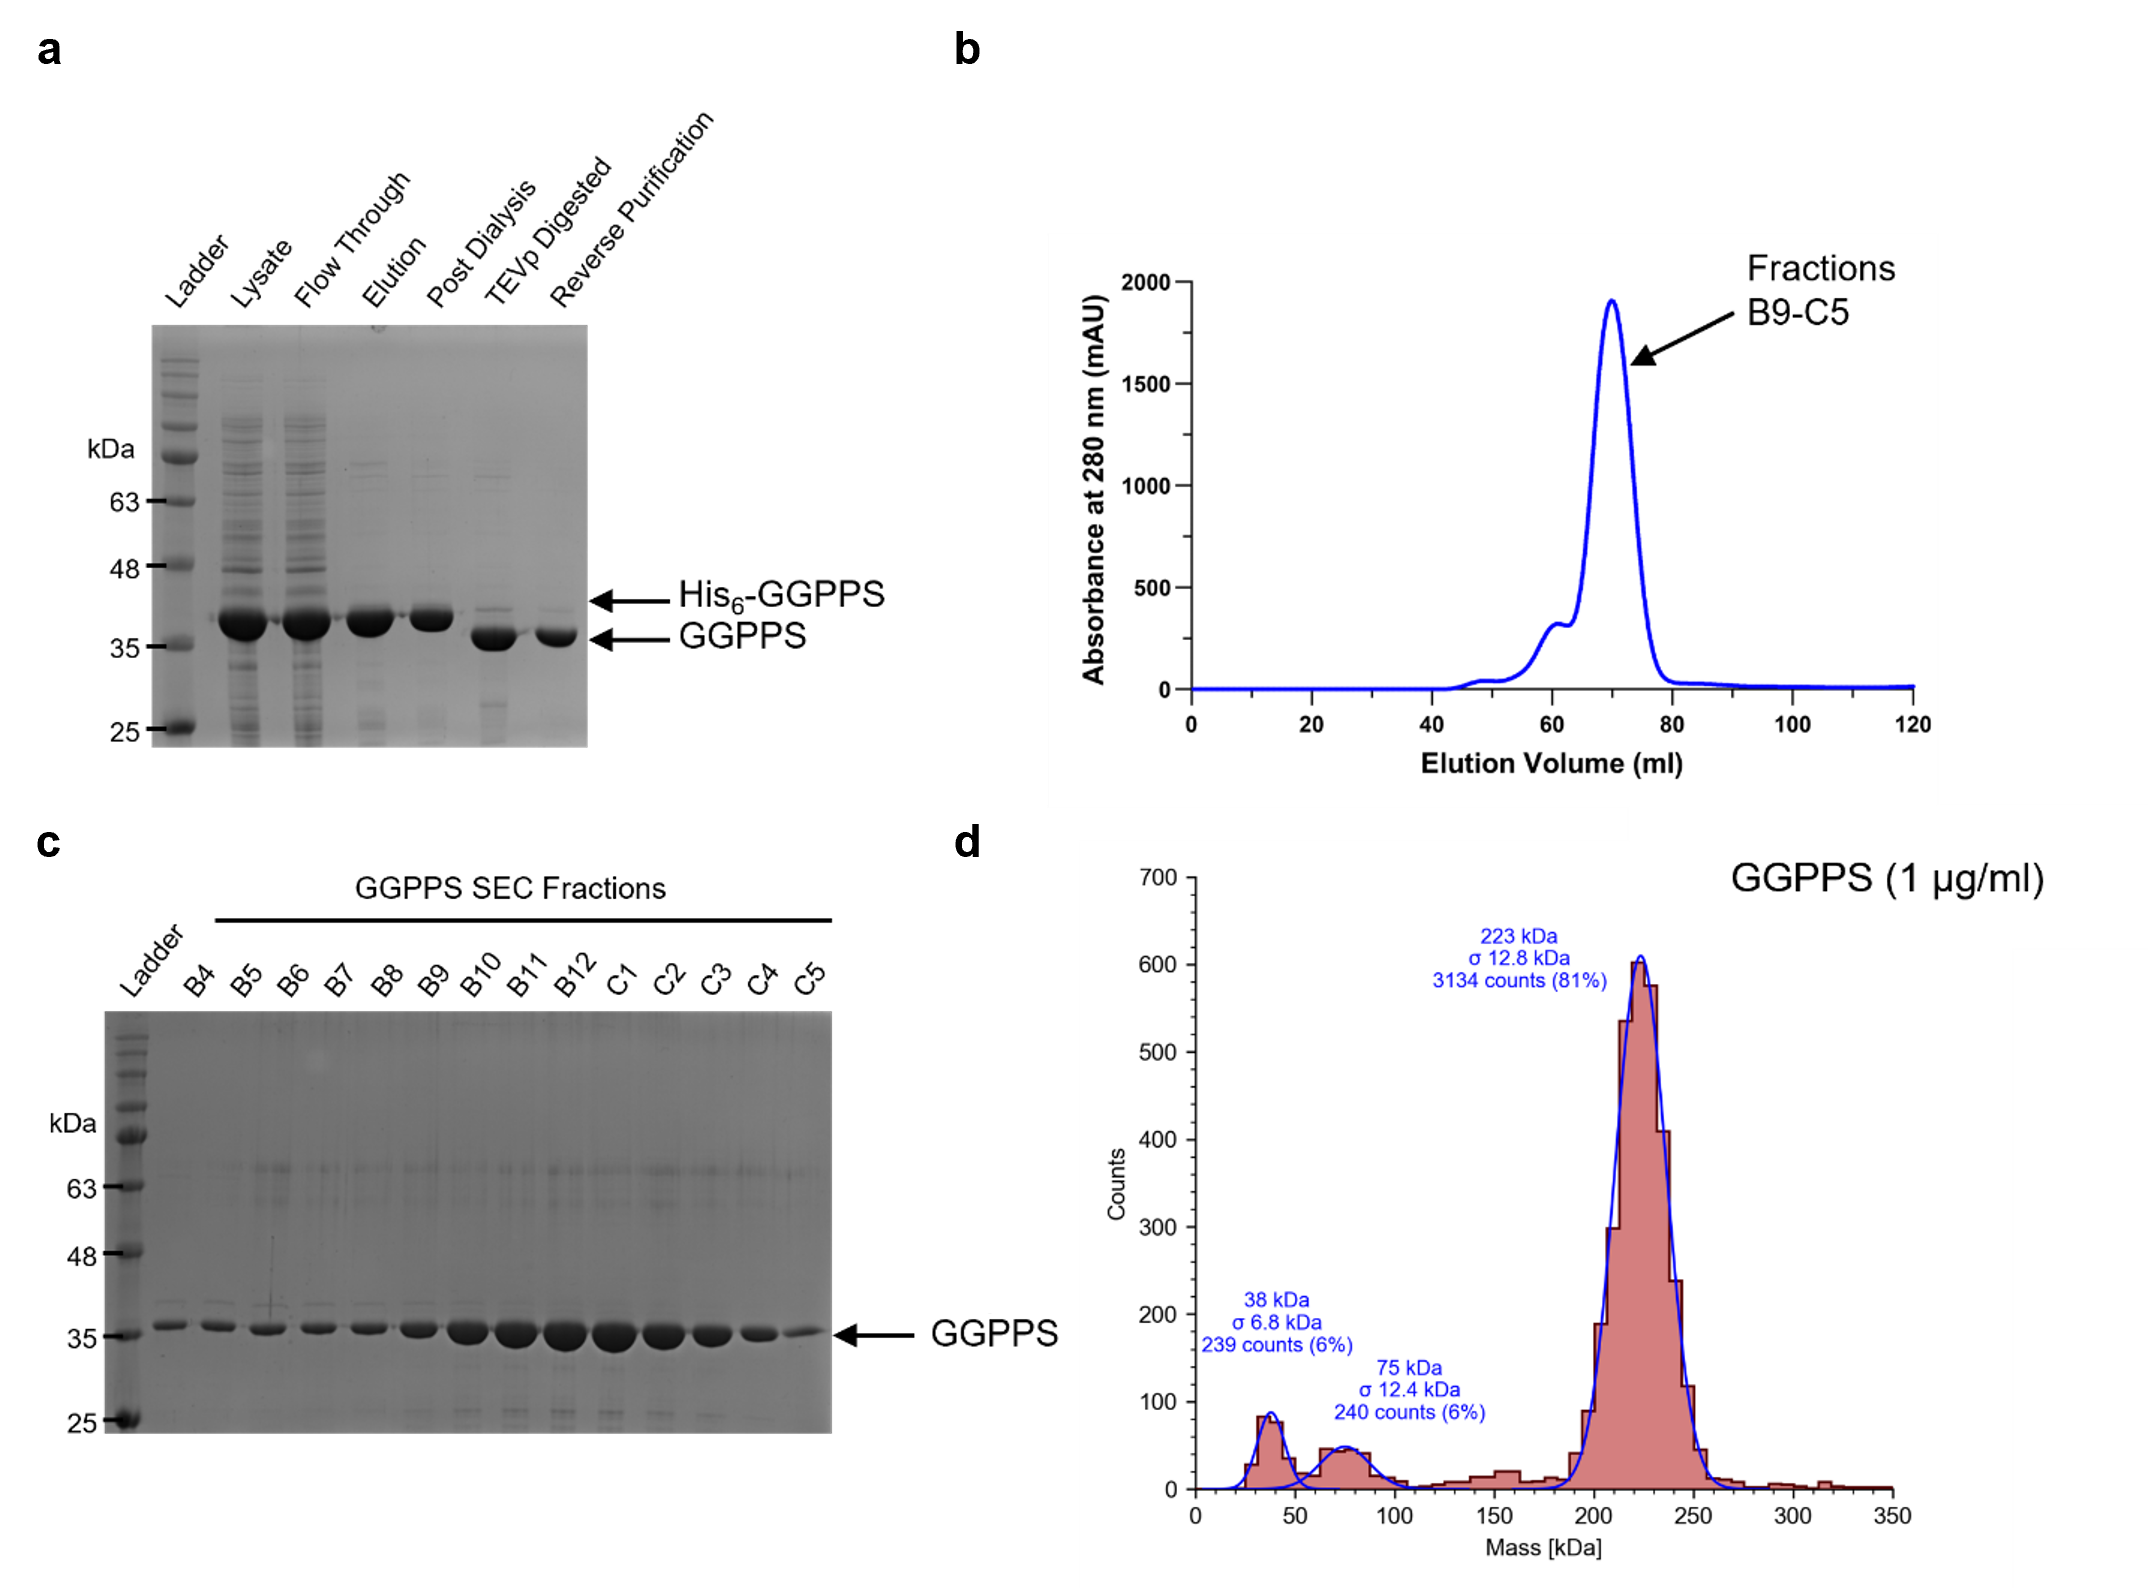 a
Ladder
Lysate
Flow Through
Elution
Post Dialysis
TEVp Digested
Reverse Purification
kDa
63
48
35
25
His6-GGPPS
GGPPS
b
Absorbance at 280 nm (mAU)
2000
1500
1000
500
0
0 20 40 60 80 100 120
Elution Volume (ml)
Fractions
B9-C5
c
GGPPS SEC Fractions
Ladder
B4
B5
B6
B7
B8
B9
B10
B11
B12
C1
C2
C3
C4
C5
kDa
63
48
35
25
GGPPS
d
GGPPS (1 µg/ml)
Counts
700
600
500
400
300
200
100
0
223 kDa
σ 12.8 kDa
3134 counts (81%)
38 kDa
σ 6.8 kDa
239 counts (6%)
75 kDa
σ 12.4 kDa
240 counts (6%)
0 50 100 150 200 250 300 350
Mass [kDa]